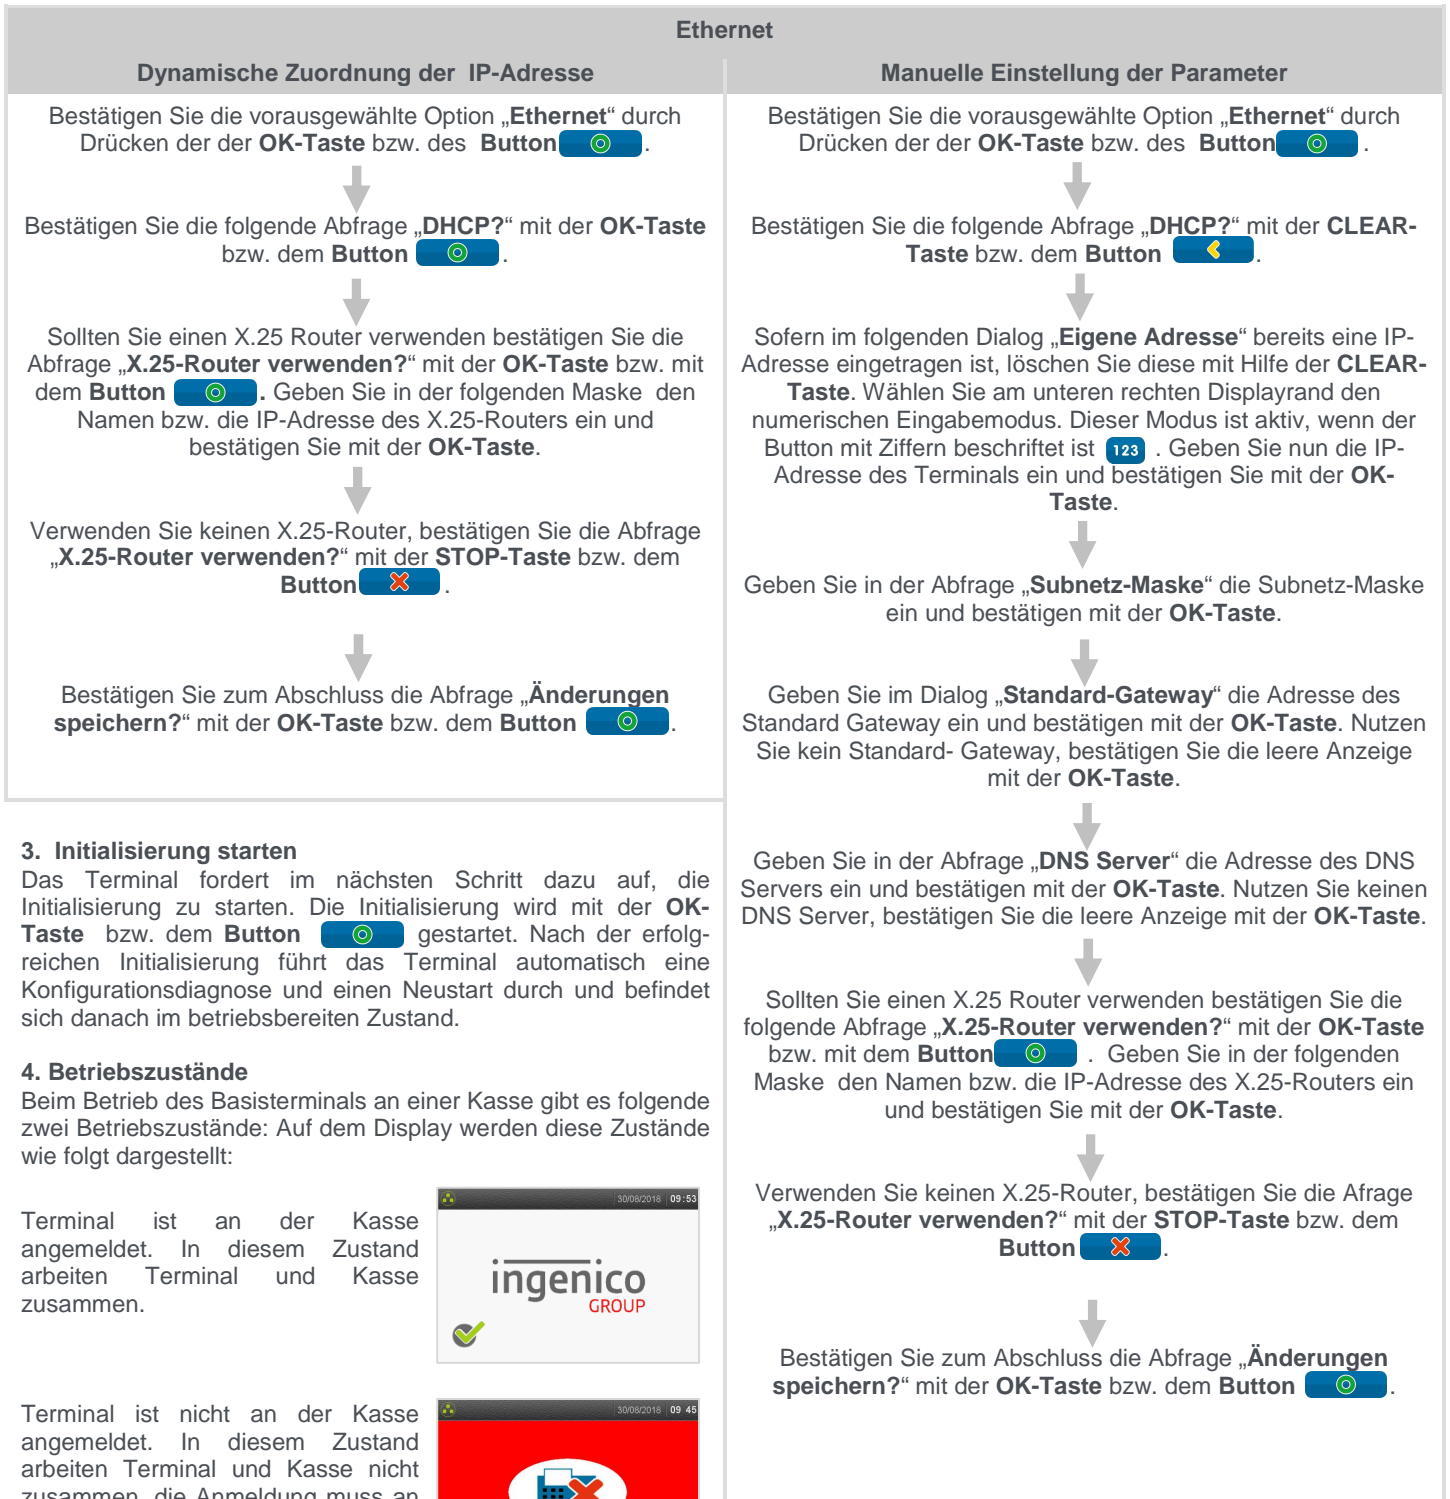 Ethernet
Dynamische Zuordnung der IP-Adresse
Bestätigen Sie die vorausgewählte Option „Ethernet“ durch
Drücken der der OK-Taste bzw. des Button .
Bestätigen Sie die folgende Abfrage „DHCP?“ mit der OK-Taste
bzw. dem Button .
Sollten Sie einen X.25 Router verwenden bestätigen Sie die
Abfrage „X.25-Router verwenden?“ mit der OK-Taste bzw. mit
dem Button . Geben Sie in der folgenden Maske den
Namen bzw. die IP-Adresse des X.25-Routers ein und
bestätigen Sie mit der OK-Taste.
Verwenden Sie keinen X.25-Router, bestätigen Sie die Abfrage
„X.25-Router verwenden?“ mit der STOP-Taste bzw. dem
Button .
Bestätigen Sie zum Abschluss die Abfrage „Änderungen
speichern?“ mit der OK-Taste bzw. dem Button .
3. Initialisierung starten
Das Terminal fordert im nächsten Schritt dazu auf, die
Initialisierung zu starten. Die Initialisierung wird mit der OK-
Taste bzw. dem Button gestartet. Nach der erfolg-
reichen Initialisierung führt das Terminal automatisch eine
Konfigurationsdiagnose und einen Neustart durch und befindet
sich danach im betriebsbereiten Zustand.
4. Betriebszustände
Beim Betrieb des Basisterminals an einer Kasse gibt es folgende
zwei Betriebszustände: Auf dem Display werden diese Zustände
wie folgt dargestellt:
Terminal ist an der Kasse
angemeldet. In diesem Zustand
arbeiten Terminal und Kasse
zusammen.
30/08/2018 09:53
ingenico
GROUP
Terminal ist nicht an der Kasse
angemeldet. In diesem Zustand
arbeiten Terminal und Kasse nicht
zusammen, die Anmeldung muss an
30/08/2018 09 45
Manuelle Einstellung der Parameter
Bestätigen Sie die vorausgewählte Option „Ethernet“ durch
Drücken der der OK-Taste bzw. des Button .
Bestätigen Sie die folgende Abfrage „DHCP?“ mit der CLEAR-
Taste bzw. dem Button .
Sofern im folgenden Dialog „Eigene Adresse“ bereits eine IP-
Adresse eingetragen ist, löschen Sie diese mit Hilfe der CLEAR-
Taste. Wählen Sie am unteren rechten Displayrand den
numerischen Eingabemodus. Dieser Modus ist aktiv, wenn der
Button mit Ziffern beschriftet ist 123 . Geben Sie nun die IP-
Adresse des Terminals ein und bestätigen Sie mit der OK-
Taste.
Geben Sie in der Abfrage „Subnetz-Maske“ die Subnetz-Maske
ein und bestätigen mit der OK-Taste.
Geben Sie im Dialog „Standard-Gateway“ die Adresse des
Standard Gateway ein und bestätigen mit der OK-Taste. Nutzen
Sie kein Standard- Gateway, bestätigen Sie die leere Anzeige
mit der OK-Taste.
Geben Sie in der Abfrage „DNS Server“ die Adresse des DNS
Servers ein und bestätigen mit der OK-Taste. Nutzen Sie keinen
DNS Server, bestätigen Sie die leere Anzeige mit der OK-Taste.
Sollten Sie einen X.25 Router verwenden bestätigen Sie die
folgende Abfrage „X.25-Router verwenden?“ mit der OK-Taste
bzw. mit dem Button . Geben Sie in der folgenden
Maske den Namen bzw. die IP-Adresse des X.25-Routers ein
und bestätigen Sie mit der OK-Taste.
Verwenden Sie keinen X.25-Router, bestätigen Sie die Afrage
„X.25-Router verwenden?“ mit der STOP-Taste bzw. dem
Button .
Bestätigen Sie zum Abschluss die Abfrage „Änderungen
speichern?“ mit der OK-Taste bzw. dem Button .